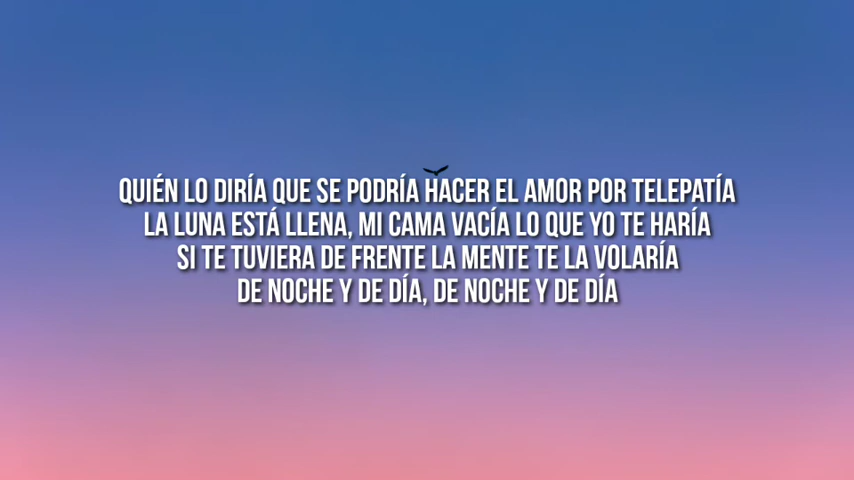 QUIÉN LO DIRÍA QUE SE PODRÍA HACER EL AMOR POR TELEPATÍA
LA LUNA ESTÁ LLENA, MI CAMA VACÍA LO QUE YO TE HARÍA
SI TE TUVIERA DE FRENTE LA MENTE TE LA VOLARÍA
DE NOCHE Y DE DÍA, DE NOCHE Y DE DÍA